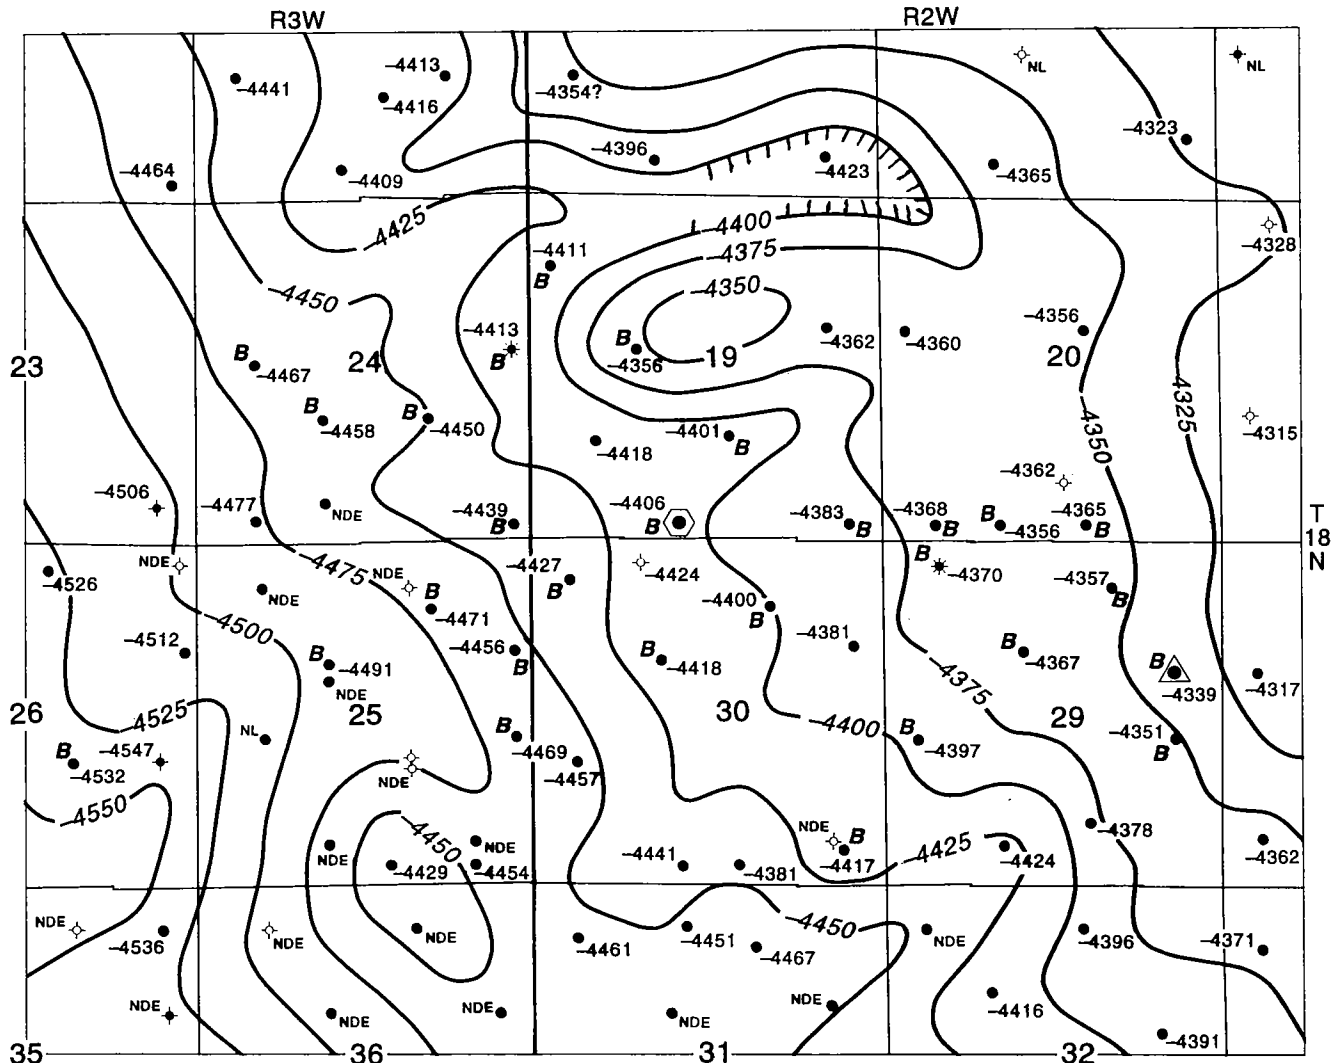 R3W
R2W
NL
NL
–4413
–4441
–4416
–4354?
–4323
–4396
–4423
–4365
–4464
–4409
–4425
–4400
–4328
–4411
–4375
B
–4350
–4450
–4413
B
–4356
B
B
–4362
–4360
23
24
B
–4467
–4356
19
20
–4325
B
–4458
B
–4450
–4401
B
–4418
–4350
–4315
–4362
–4506
–4477
NDE
–4439
B
–4406
B
–4383
B
–4368
B
–4356
B
–4365
B
T
18
N
NDE
–4475
NDE
–4427
B
–4424
–4370
B
–4357
B
–4526
NDE
B
–4471
–4400
B
–4500
–4512
–4456
B
–4381
B
–4418
B
–4367
B
–4491
NDE
–4375
B
–4339
–4317
26
–4525
25
30
29
NL
–4400
–4351
B
B
–4469
B
–4397
B
–4532
–4547
NDE
–4457
–4550
–4450
NDE
B
–4417
–4378
NDE
NDE
–4425
–4424
–4362
–4429
–4454
–4441
–4381
NDE
–4536
NDE
NDE
–4450
–4461
–4451
–4467
NDE
–4396
–4371
NDE
NDE
NDE
NDE
–4416
–4391
35
36
31
32